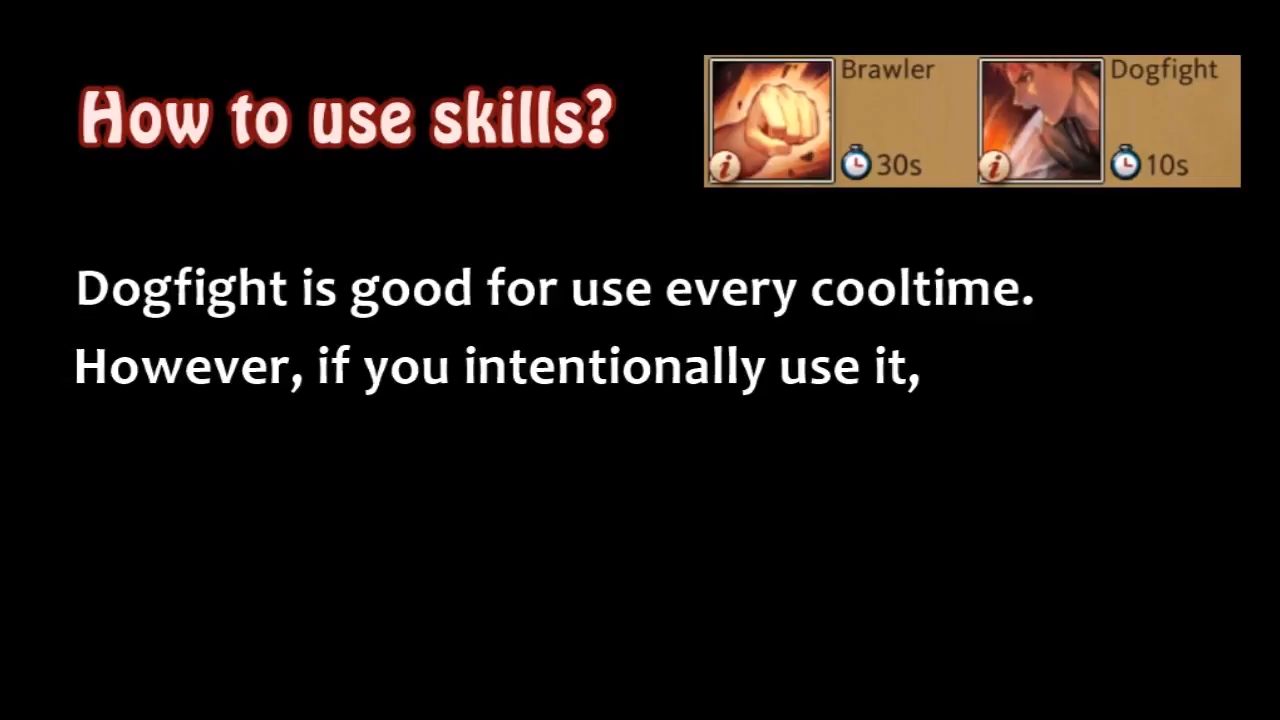 How to use skills?
Brawler
30s
Dogfight
10s
Dogfight is good for use every cooltime.
However, if you intentionally use it,